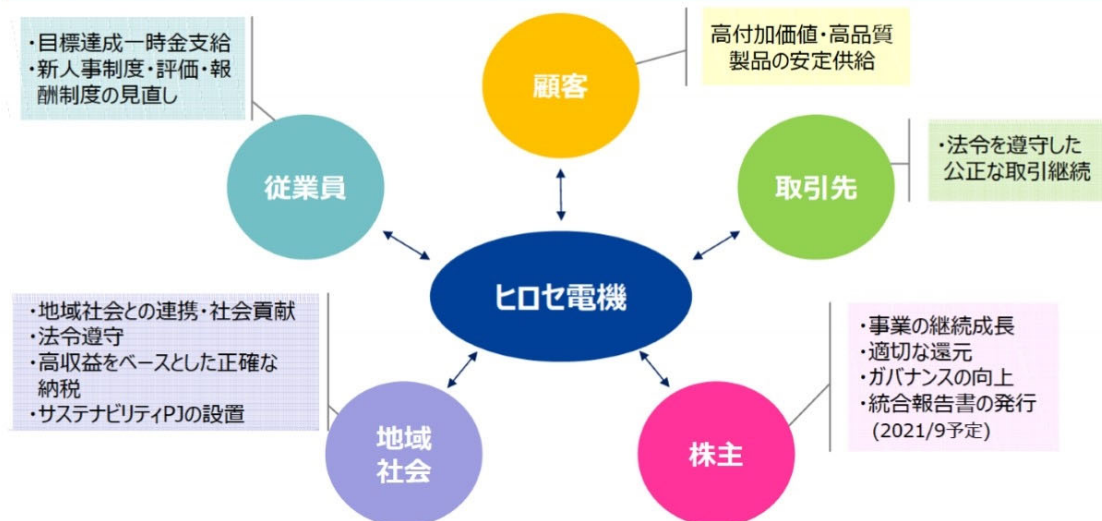 ・目標達成一時金支給
・新人事制度・評価・報
酬制度の見直し
従業員
顧客
高付加価値・高品質
製品の安定供給
取引先
・法令を遵守した
公正な取引継続
ヒロセ電機
・地域社会との連携・社会貢献
・法令遵守
・高収益をベースとした正確な
納税
・サステナビリティPJの設置
地域
社会
株主
・事業の継続成長
・適切な還元
・ガバナンスの向上
・統合報告書の発行
(2021/9予定)